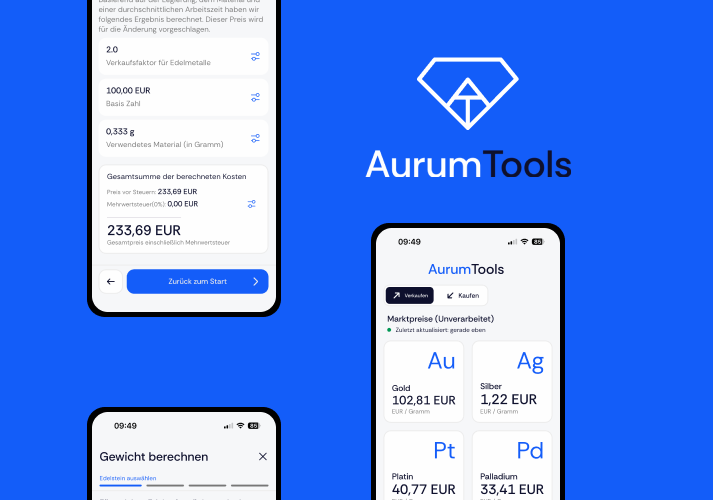 Basierend auf der Legierung, dem Material und
einer durchschnittlichen Arbeitszeit haben wir
folgendes Ergebnis berechnet. Dieser Preis wird
für die Änderung vorgeschlagen.
2.0
Verkaufsfaktor für Edelmetalle
100,00 EUR
Basis Zahl
0,333 g
Verwendetes Material (in Gramm)
Gesamtsumme der berechneten Kosten
Preis vor Steuern: 233,69 EUR
Mehrwertsteuer(0%): 0,00 EUR
233,69 EUR
Gesamtpreis einschließlich Mehrwertsteuer
Zurück zum Start
09:49
85
Gewicht berechnen
Edelstein auswählen
AurumTools
09:49
85
AurumTools
Verkaufen
Kaufen
Marktpreise (Unverarbeitet)
Zuletzt aktualisiert: gerade eben
Au
Gold
102,81 EUR
EUR / Gramm
Ag
Silber
1,22 EUR
EUR / Gramm
Pt
Platin
40,77 EUR
Pd
Palladium
33,41 EUR